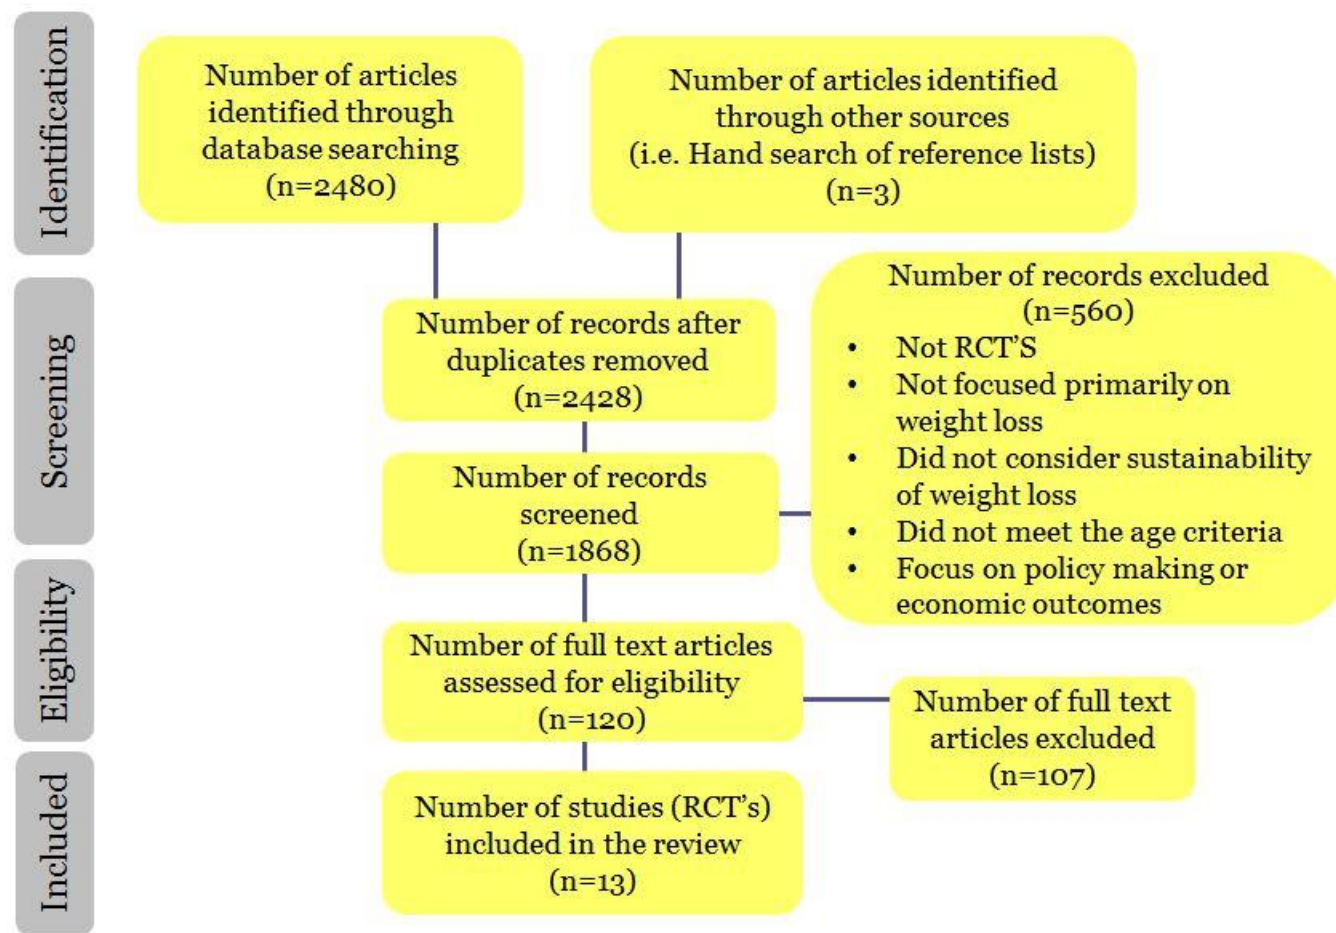 Identification
Number of articles
identified through
database searching
(n=2480)
Number of articles identified
through other sources
(i.e. Hand search of reference lists)
(n=3)
Screening
Number of records after
duplicates removed
(n=2428)
Number of records excluded
(n=560)
• Not RCT'S
• Not focused primarily on
weight loss
• Did not consider sustainability
of weight loss
• Did not meet the age criteria
• Focus on policy making or
economic outcomes
Number of records
screened
(n=1868)
Eligibility
Number of full text articles
assessed for eligibility
(n=120)
Number of full text
articles excluded
(n=107)
Included
Number of studies (RCT's)
included in the review
(n=13)